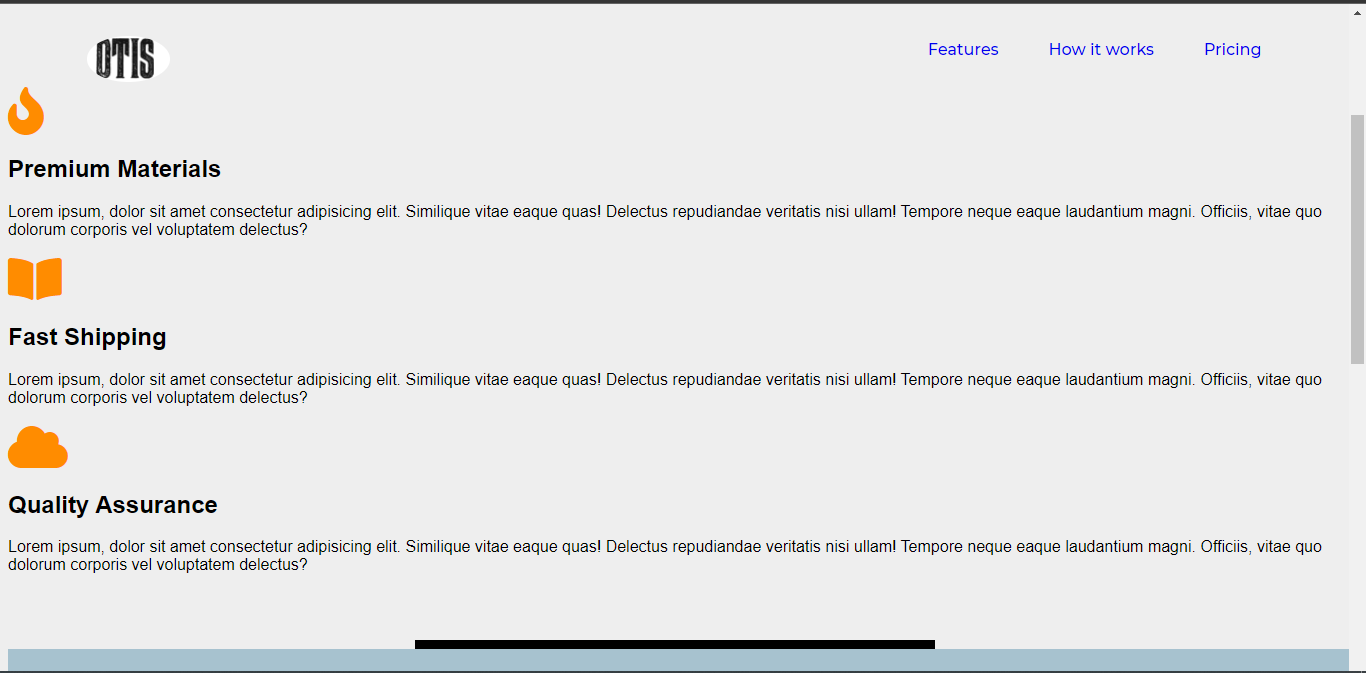 OTIS
Features How it works Pricing
Premium Materials
Lorem ipsum, dolor sit amet consectetur adipisicing elit. Similique vitae eaque quas! Delectus repudiandae veritatis nisi ullam! Tempore neque eaque laudantium magni. Officiis, vitae quo
dolorum corporis vel voluptatem delectus?
Fast Shipping
Lorem ipsum, dolor sit amet consectetur adipisicing elit. Similique vitae eaque quas! Delectus repudiandae veritatis nisi ullam! Tempore neque eaque laudantium magni. Officiis, vitae quo
dolorum corporis vel voluptatem delectus?
Quality Assurance
Lorem ipsum, dolor sit amet consectetur adipisicing elit. Similique vitae eaque quas! Delectus repudiandae veritatis nisi ullam! Tempore neque eaque laudantium magni. Officiis, vitae quo
dolorum corporis vel voluptatem delectus?